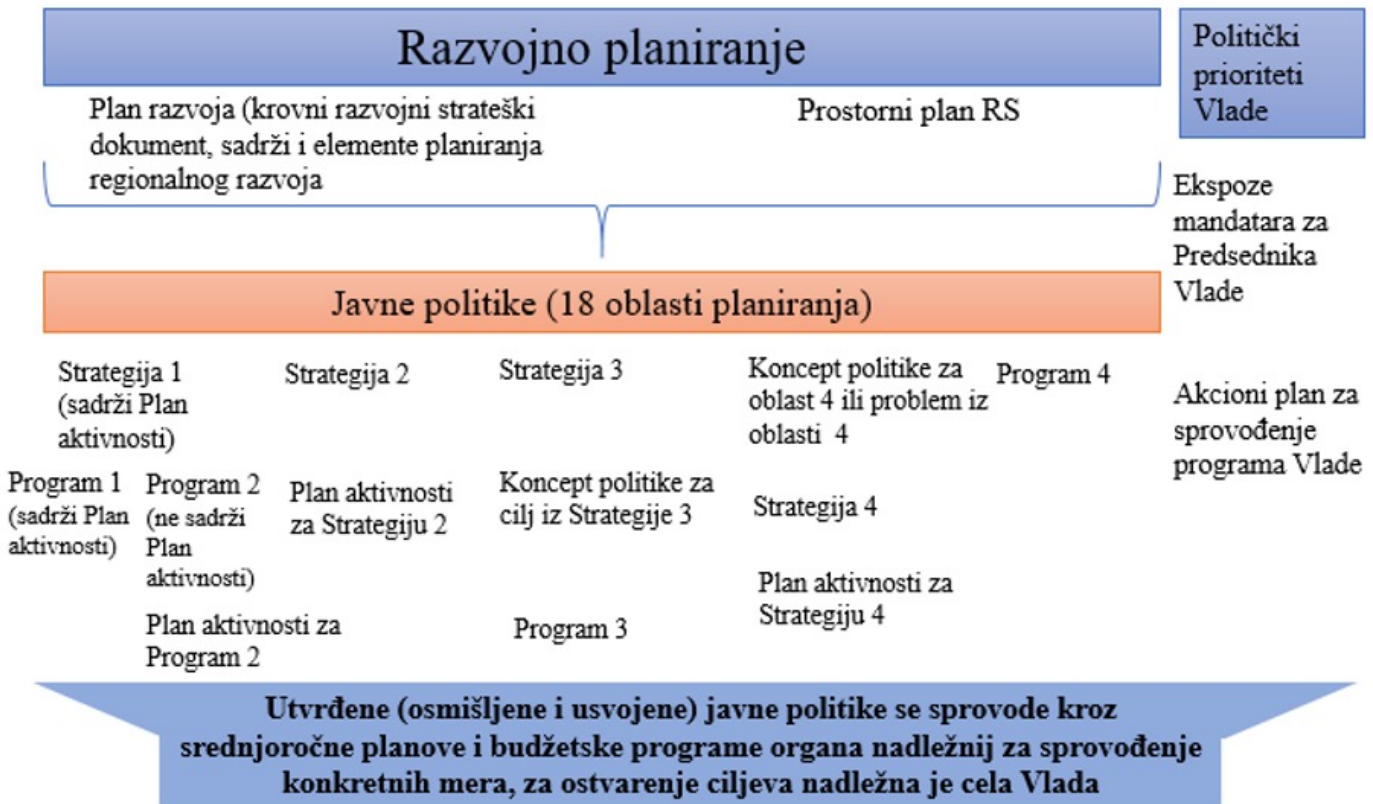 Razvojno planiranje
Politički
prioriteti
Vlade
Plan razvoja (krovni razvojni strateški
dokument, sadrži i elemente planiranja
regionalnog razvoja
Prostorni plan RS
Ekspoze
mandatara za
Predsednika
Vlade
Javne politike (18 oblasti planiranja)
Strategija 1
(sadrži Plan
aktivnosti)
Strategija 2
Strategija 3
Koncept politike za
oblast 4 ili problem iz
oblasti 4
Program 4
Akcioni plan za
sprovođenje
programa Vlade
Program 1
(sadrži Plan
aktivnosti)
Program 2
(ne sadrži
Plan
aktivnosti)
Plan aktivnosti
za Strategiju 2
Koncept politike za
cilj iz Strategije 3
Strategija 4
Plan aktivnosti za
Program 2
Program 3
Plan aktivnosti za
Strategiju 4
Utvrđene (osmišljene i usvojene) javne politike se sprovode kroz
srednjoročne planove i budžetske programe organa nadležnij za sprovođenje
konkretnih mera, za ostvarenje ciljeva nadležna je cela Vlada